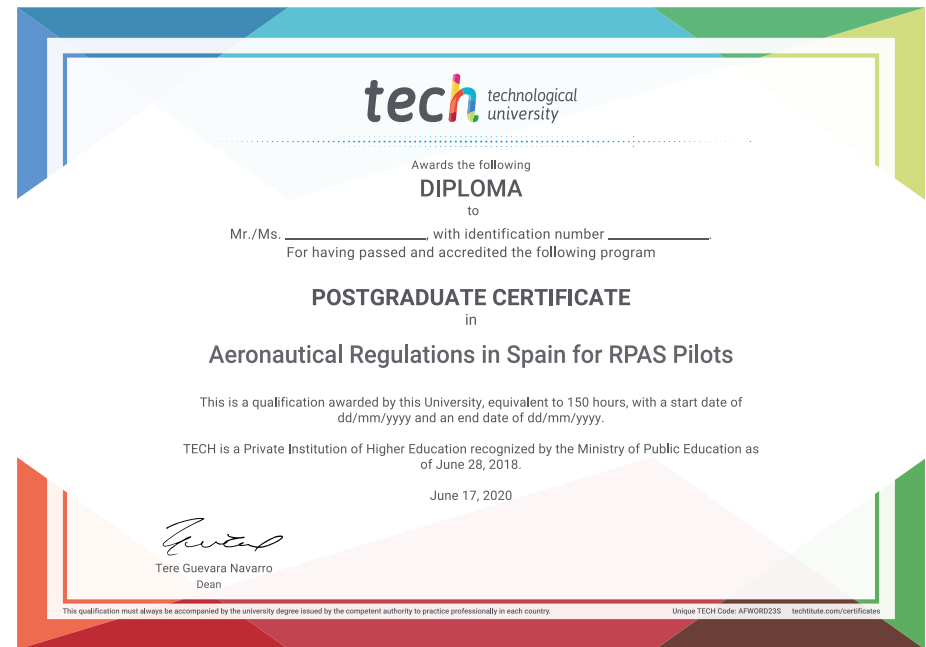 tech technological
university
Awards the following
DIPLOMA
to
Mr./Ms. ____________________, with identification number ______________.
For having passed and accredited the following program
POSTGRADUATE CERTIFICATE
in
Aeronautical Regulations in Spain for RPAS Pilots
This is a qualification awarded by this University, equivalent to 150 hours, with a start date of
dd/mm/yyyy and an end date of dd/mm/yyyy.
TECH is a Private Institution of Higher Education recognized by the Ministry of Public Education as
of June 28, 2018.
June 17, 2020
Tere Guevara Navarro
Dean
This qualification must always be accompanied by the university degree issued by the competent authority to practice professionally in each country. Unique TECH Code: AFWORD23S techtitute.com/certificates